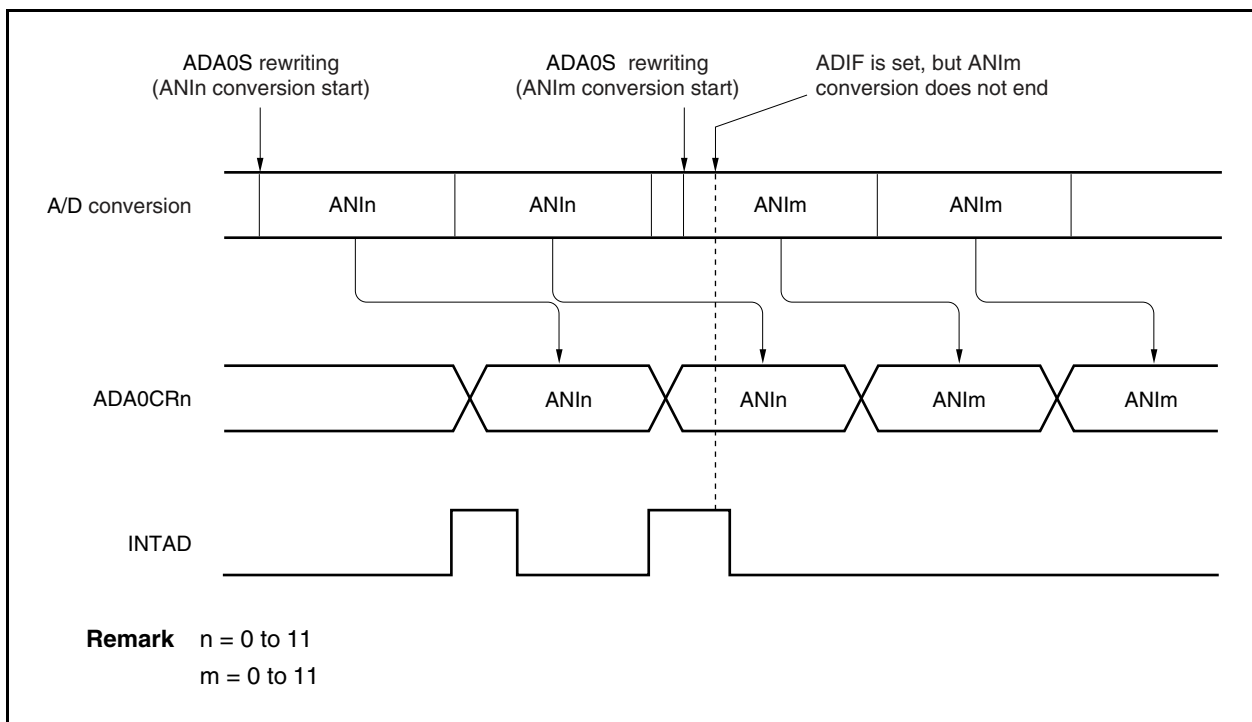 ADA0S rewriting
(ANIn conversion start)
ADA0S rewriting
(ANIm conversion start)
ADIF is set, but ANIm
conversion does not end
A/D conversion
ANIn
ANIn
ANIm
ANIm
ADA0CRn
ANIn
ANIn
ANIm
ANIm
INTAD
Remark n = 0 to 11
m = 0 to 11